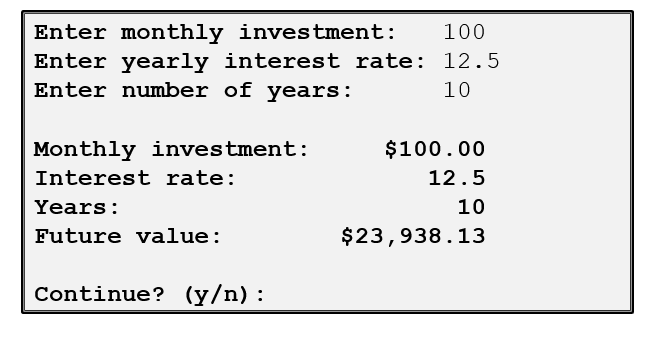 Enter monthly investment:   100
Enter yearly interest rate: 12.5
Enter number of years:      10
Monthly investment:     $100.00
Interest rate:             12.5
Years:                       10
Future value:        $23,938.13
Continue? (y/n):